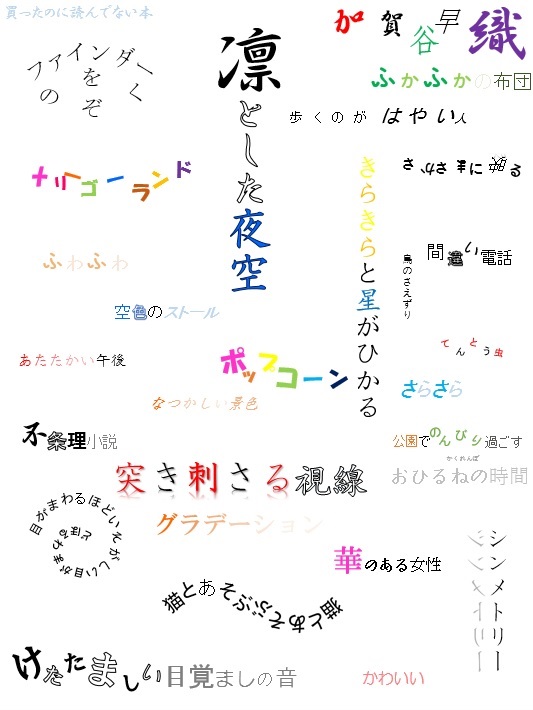 買ったのに読んでない本
加賀谷早織
ファインダー
をのぞく
凛とした夜空
ふかふかの布団
歩くのが はやい人
メリーゴーランド
きらきらと星がひかる
さかさまに映る
ふわふわ
鳥のさえずり
間違い電話
空色のストール
てんとう虫
あたたかい午後
ポップコーン
さらさら
なつかしい景色
不条理小説
公園でのんびり過ごす
かくれんぼ
おひるねの時間
突き刺さる視線
目がまわるほどいそがしい目がまわる
グラデーション
華のある女性
シンメトリー
猫とあそぶ
ぶそあと猫
けたたましい目覚ましの音
かわいい